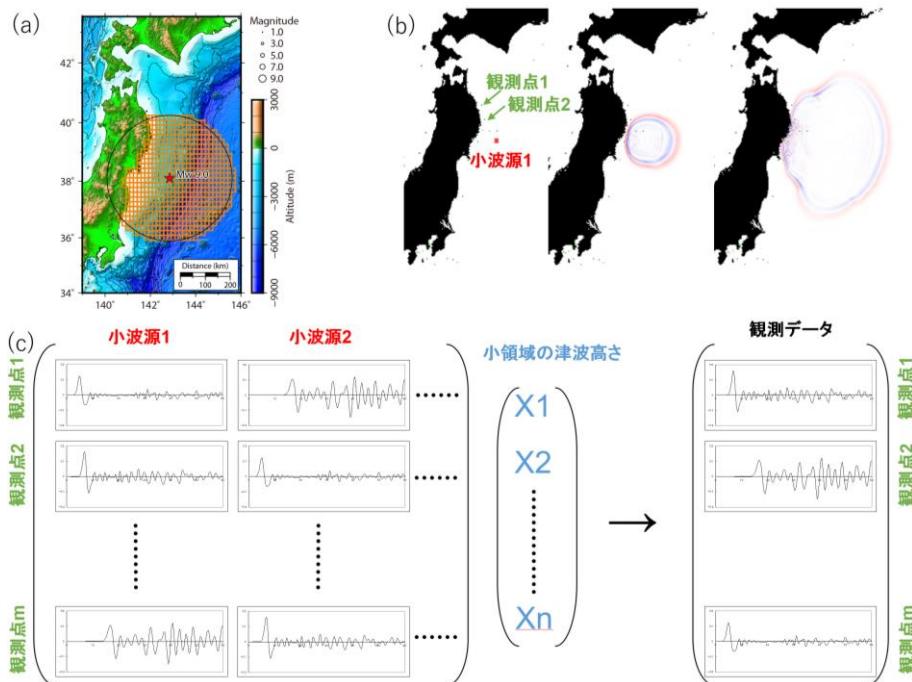 (a)
Magnitude
1.0
3.0
5.0
7.0
9.0
42°
40°
38°
36°
34°
140°
142°
144°
146°
Mw 9.0
Distance (km)
0
100
200
3000
0
−3000
−6000
−9000
Altitude (m)
(b)
観測点1
観測点2
小波源1
(c)
小波源1
小波源2
小領域の津波高さ
観測データ
観測点1
観測点2
観測点m
X1
X2
Xn
観測点1
観測点2
観測点m